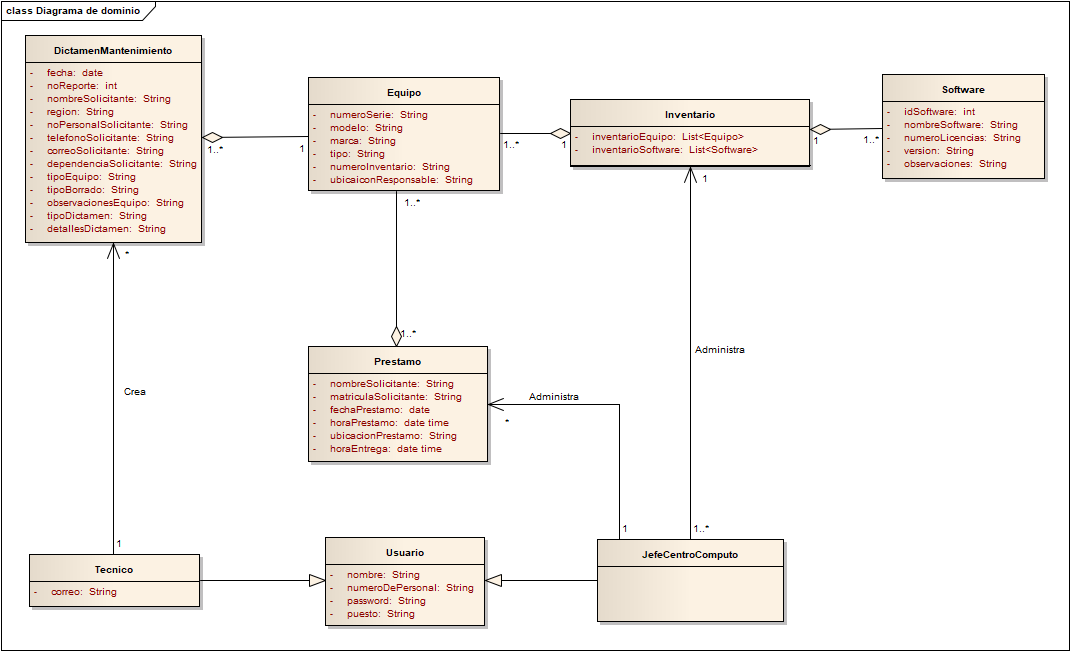 class Diagrama de dominio
DictamenMantenimiento
- fecha: date
- noReporte: int
- nombreSolicitante: String
- region: String
- noPersonalSolicitante: String
- telefonoSolicitante: String
- correoSolicitante: String
- dependenciaSolicitante: String
- tipoEquipo: String
- tipoBorrado: String
- observacionesEquipo: String
- tipoDictamen: String
- detallesDictamen: String
1..*
1
Equipo
- numeroSerie: String
- modelo: String
- marca: String
- tipo: String
- numeroInventario: String
- ubicaiconResponsable: String
1..*
1
Inventario
- inventarioEquipo: List<Equipo>
- inventarioSoftware: List<Software>
1
1..*
Software
- idSoftware: int
- nombreSoftware: String
- numeroLicencias: String
- version: String
- observaciones: String
1..*
1..*
*
Crea
1
1
Administra
1..*
Prestamo
- nombreSolicitante: String
- matriculaSolicitante: String
- fechaPrestamo: date
- horaPrestamo: date time
- ubicacionPrestamo: String
- horaEntrega: date time
Administra
*
1
Tecnico
- correo: String
Usuario
- nombre: String
- numeroDePersonal: String
- password: String
- puesto: String
JefeCentroComputo